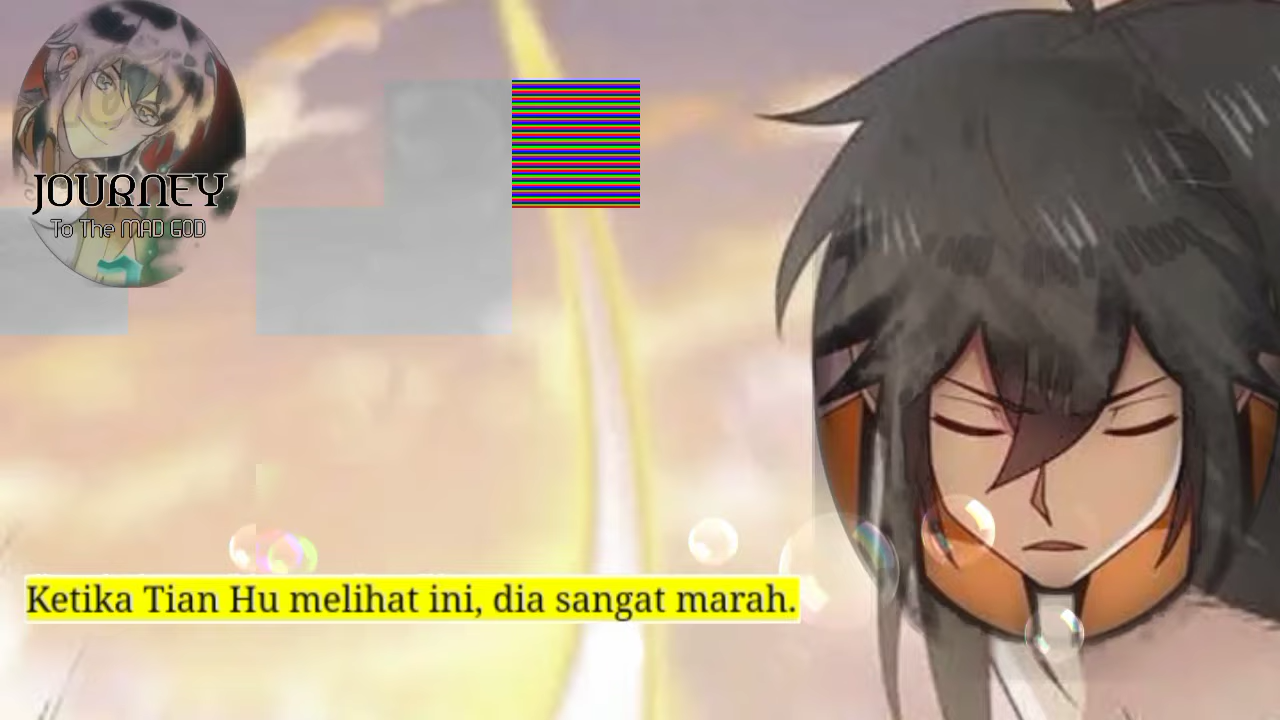 JOURNEY
To The MAD GOD
Ketika Tian Hu melihat ini, dia sangat marah.